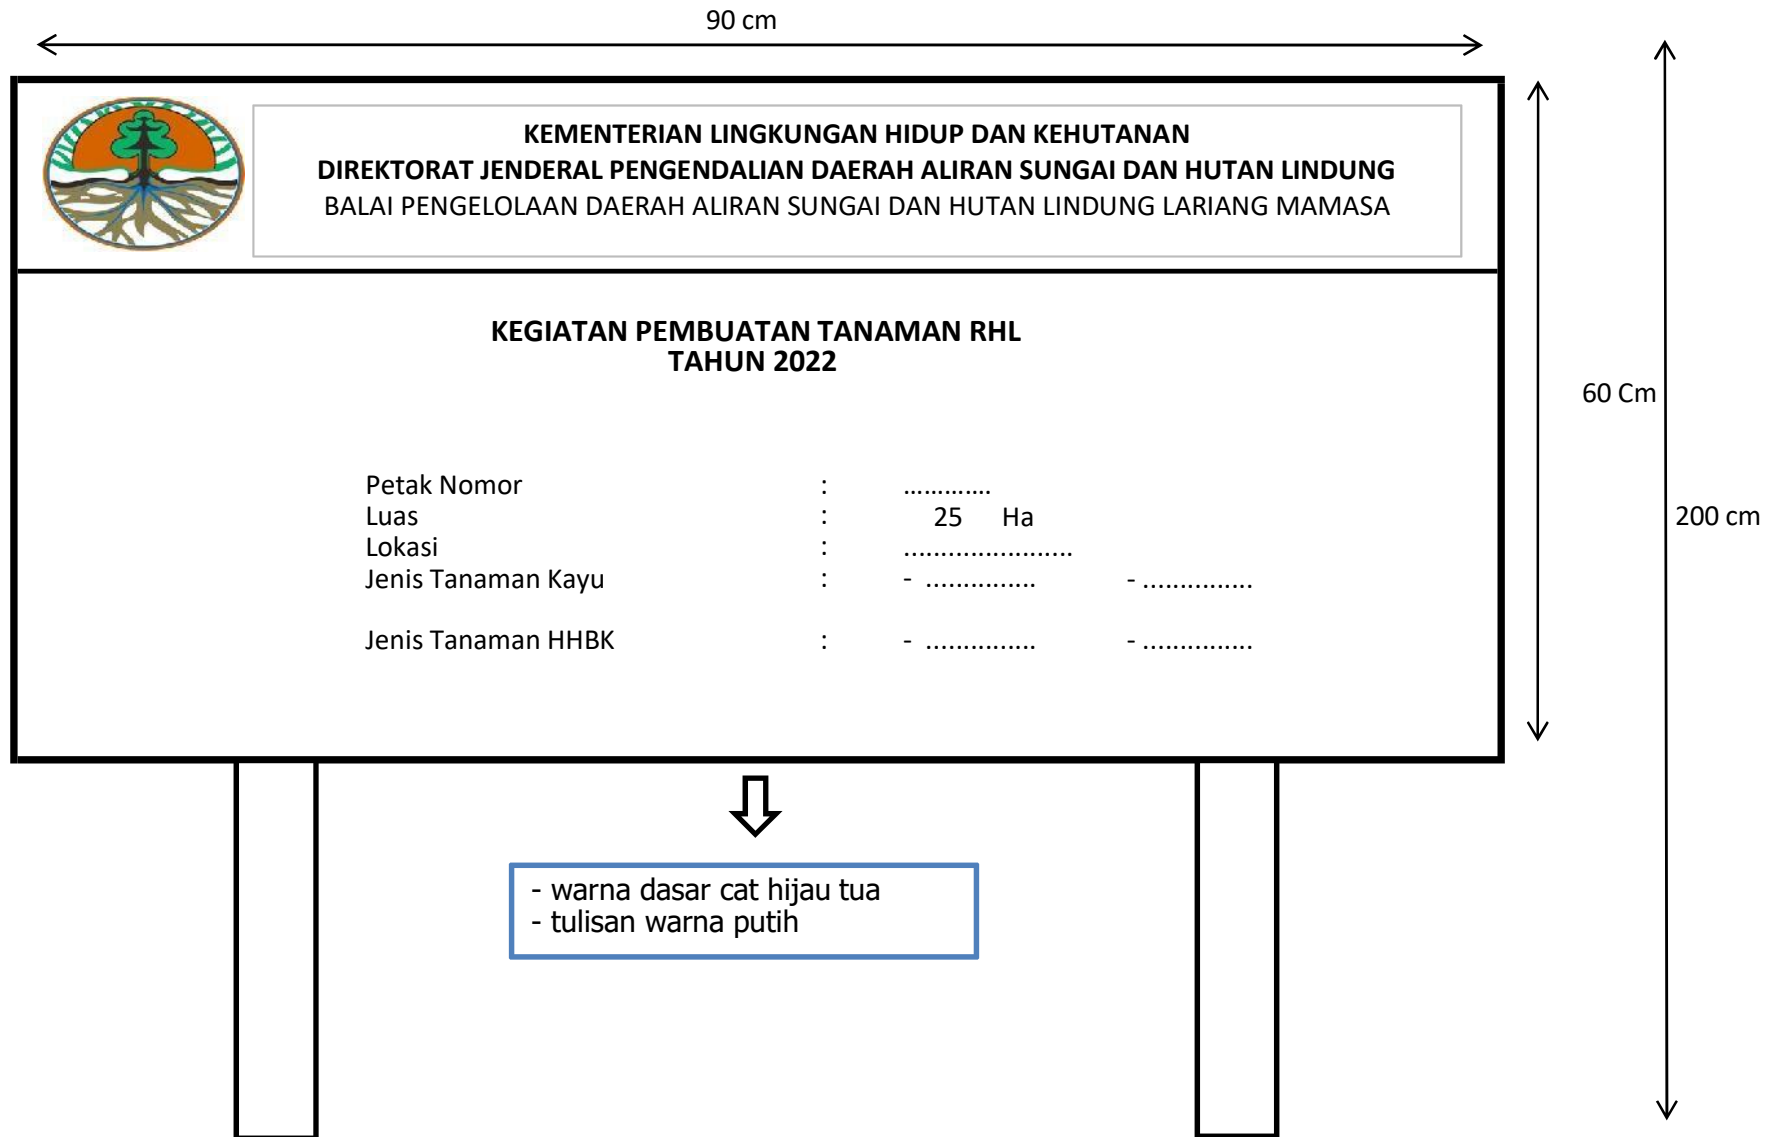 90 cm
KEMENTERIAN LINGKUNGAN HIDUP DAN KEHUTANAN
DIREKTORAT JENDERAL PENGENDALIAN DAERAH ALIRAN SUNGAI DAN HUTAN LINDUNG
BALAI PENGELOLAAN DAERAH ALIRAN SUNGAI DAN HUTAN LINDUNG LARIANG MAMASA
KEGIATAN PEMBUATAN TANAMAN RHL
TAHUN 2022
60 Cm
Petak Nomor : .............
Luas : 25 Ha
200 cm
Lokasi : .......................
Jenis Tanaman Kayu : - ............... - ...............
Jenis Tanaman HHBK : - ............... - ...............
- warna dasar cat hijau tua
- tulisan warna putih